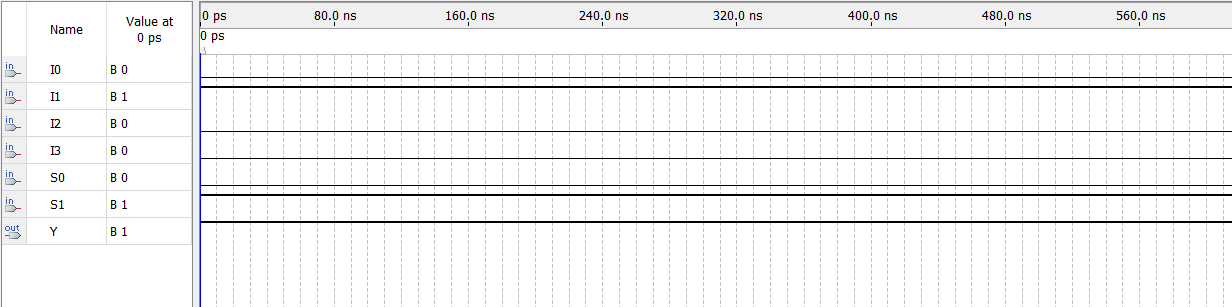 Name Value at 0 ps
0 ps 80.0 ns 160.0 ns 240.0 ns 320.0 ns 400.0 ns 480.0 ns 560.0 ns
0 ps
in I0 B 0
in I1 B 1
in I2 B 0
in I3 B 0
in S0 B 0
in S1 B 1
out Y B 1